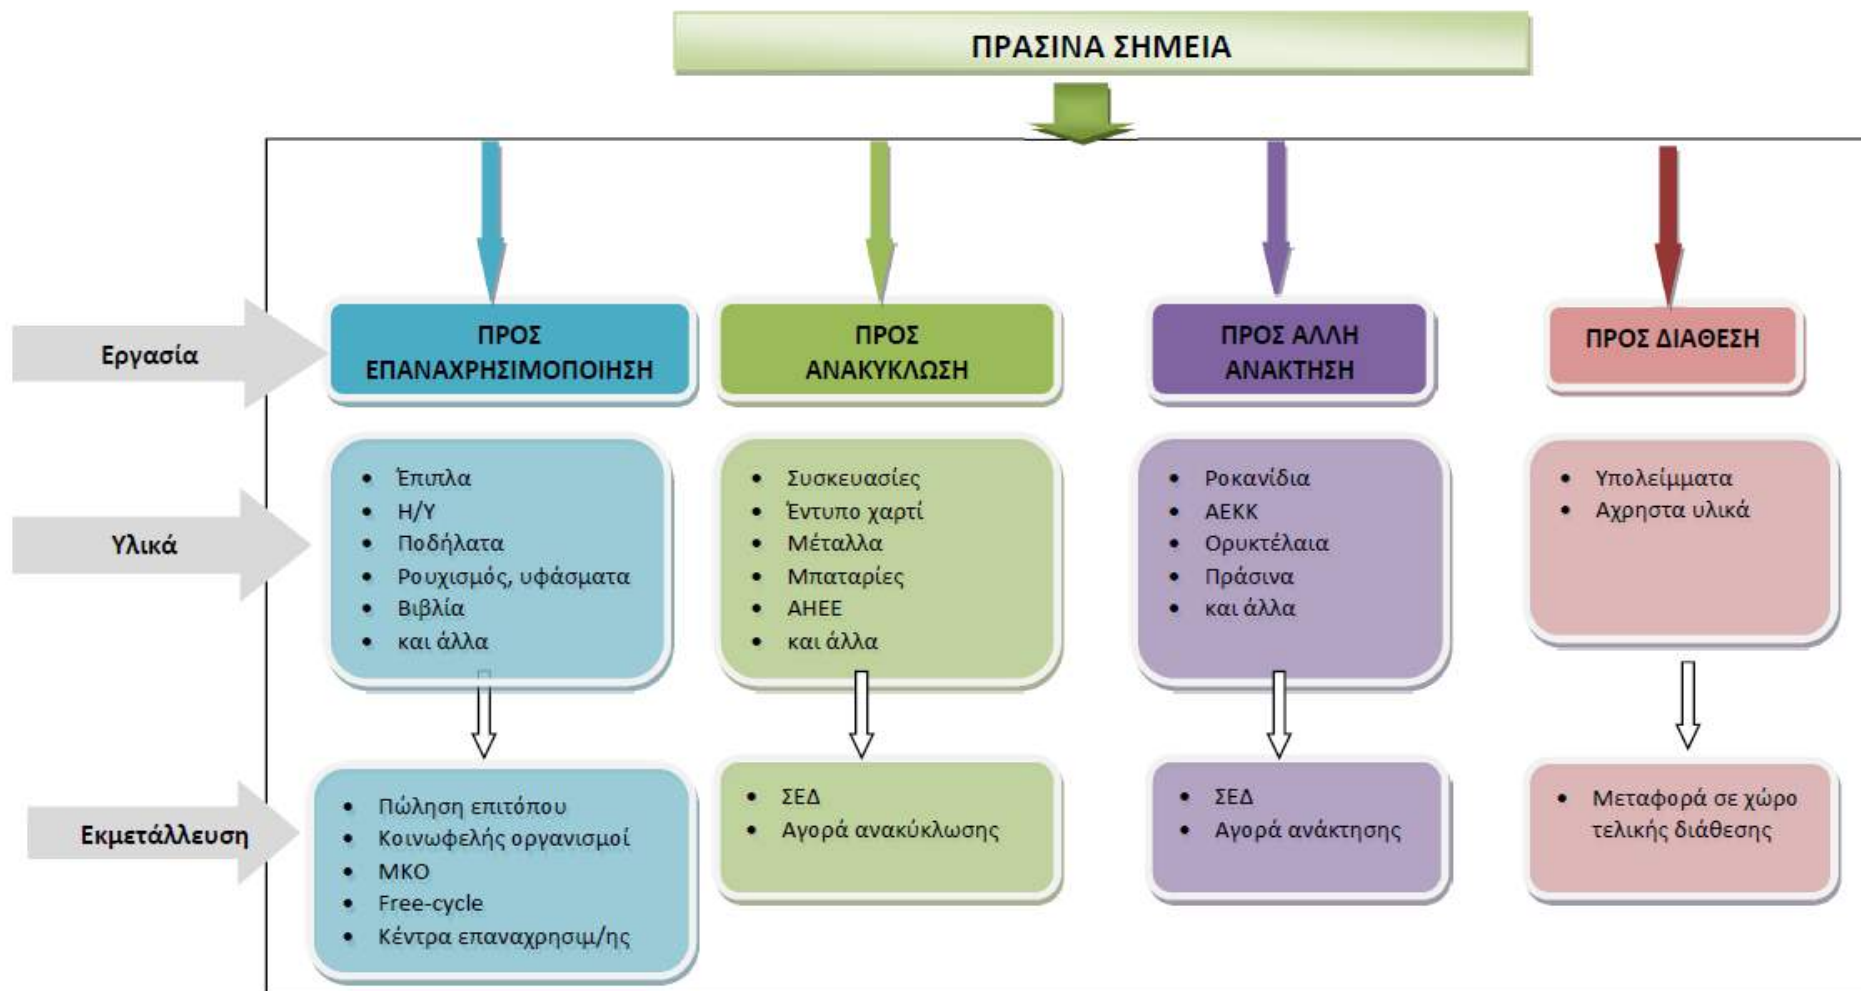 ΠΡΑΣΙΝΑ ΣΗΜΕΙΑ
Εργασία
ΠΡΟΣ
ΕΠΑΝΑΧΡΗΣΙΜΟΠΟΙΗΣΗ
ΠΡΟΣ
ΑΝΑΚΥΚΛΩΣΗ
ΠΡΟΣ ΑΛΛΗ
ΑΝΑΚΤΗΣΗ
ΠΡΟΣ ΔΙΑΘΕΣΗ
Υλικά
• Έπιπλα
• Η/Υ
• Ποδήλατα
• Ρουχισμός, υφάσματα
• Βιβλία
• και άλλα
• Συσκευασίες
• Έντυπο χαρτί
• Μέταλλα
• Μπαταρίες
• ΑΗΕΕ
• και άλλα
• Ροκανίδια
• ΑΕΚΚ
• Ορυκτέλαια
• Πράσινα
• και άλλα
• Υπολείμματα
• Αχρηστα υλικά
Εκμετάλλευση
• Πώληση επιτόπου
• Κοινωφελής οργανισμοί
• ΜΚΟ
• Free-cycle
• Κέντρα επαναχρησιμ/ης
• ΣΕΔ
• Αγορά ανακύκλωσης
• ΣΕΔ
• Αγορά ανάκτησης
• Μεταφορά σε χώρο
τελικής διάθεσης